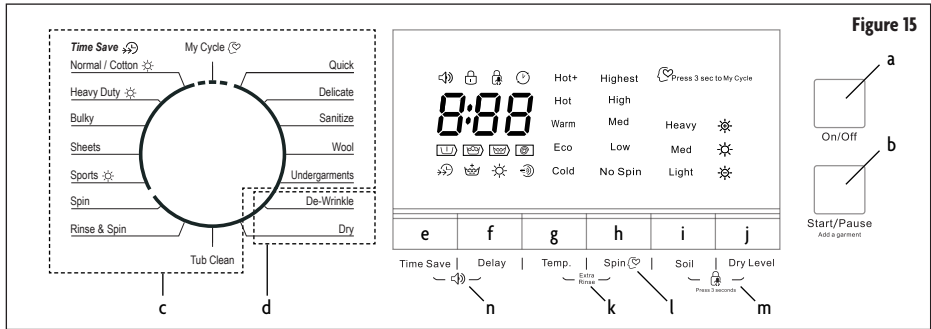 Figure 15
Time Save
My Cycle
Normal / Cotton
Heavy Duty
Bulky
Sheets
Sports
Spin
Rinse & Spin
Quick
Delicate
Sanitize
Wool
Undergarments
De-Wrinkle
Dry
Tub Clean
c
d
8:88
Hot+
Hot
Warm
Eco
Cold
Highest
High
Med
Low
No Spin
Press 3 sec to My Cycle
Heavy
Med
Light
e f g h i j
Time Save Delay Temp. Spin Soil Dry Level
Extra
Rinse
Press 3 seconds
n k l m
a
On/Off
b
Start/Pause
Add a garment